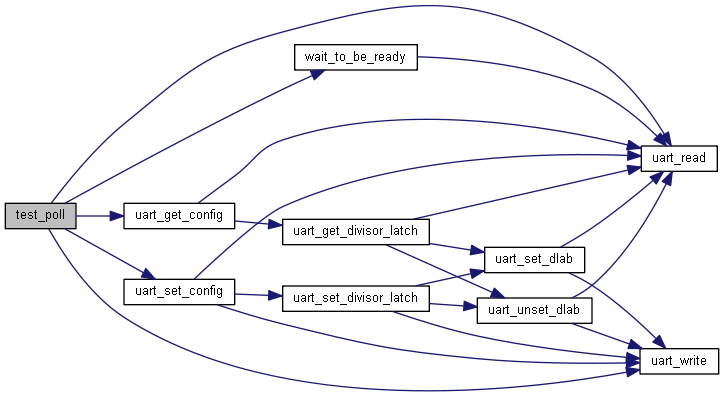 wait_to_be_ready
uart_read
test_poll
uart_get_config
uart_get_divisor_latch
uart_set_dlab
uart_set_config
uart_set_divisor_latch
uart_unset_dlab
uart_write